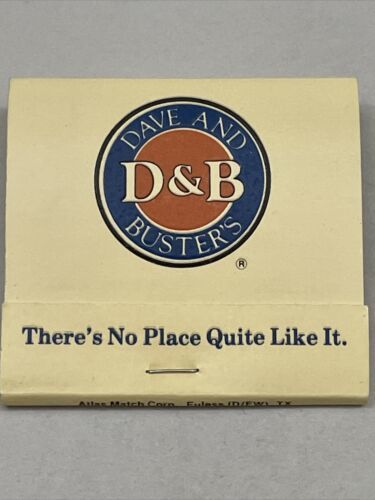 DAVE AND
D&B
BUSTER'S
®
There's No Place Quite Like It.
Atlas Match Corp. Euless (D/FW), TX